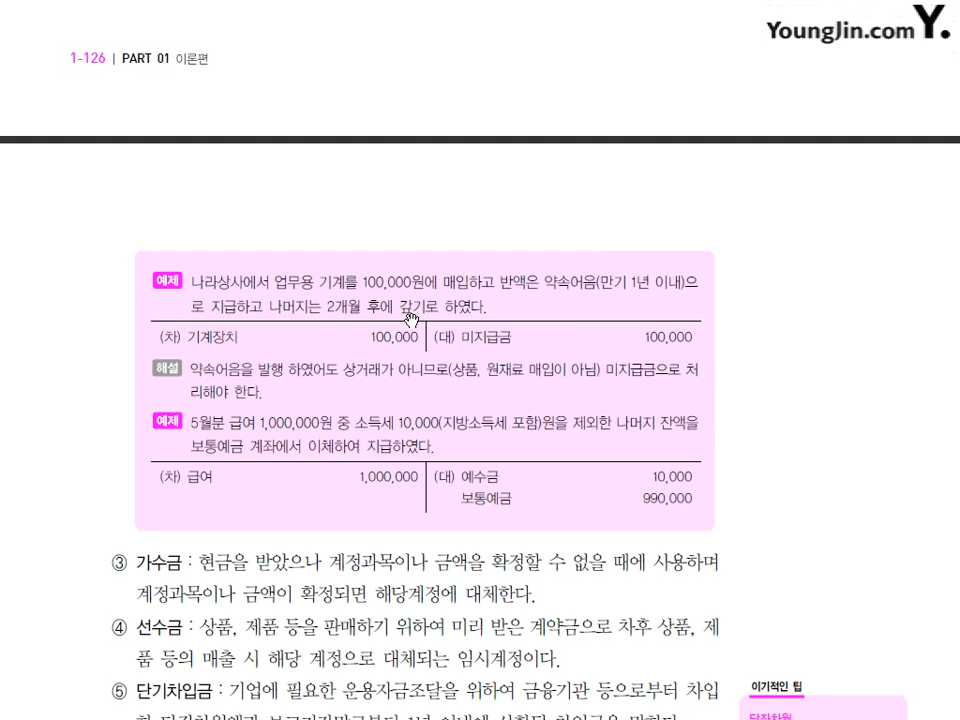 YoungJin.com Y.
1-126 | PART 01 이론편
예제 나라상사에서 업무용 기계를 100,000원에 매입하고 반액은 약속어음(만기 1년 이내)으
로 지급하고 나머지는 2개월 후에 갚기로 하였다.
(차) 기계장치 100,000 (대) 미지급금 100,000
해설 약속어음을 발행 하였어도 상거래가 아니므로(상품, 원재료 매입이 아님) 미지급금으로 처
리해야 한다.
예제 5월분 급여 1,000,000원 중 소득세 10,000(지방소득세 포함)원을 제외한 나머지 잔액을
보통예금 계좌에서 이체하여 지급하였다.
(차) 급여 1,000,000 (대) 예수금 10,000
보통예금 990,000
③ 가수금 : 현금을 받았으나 계정과목이나 금액을 확정할 수 없을 때에 사용하며
계정과목이나 금액이 확정되면 해당계정에 대체한다.
④ 선수금 : 상품, 제품 등을 판매하기 위하여 미리 받은 계약금으로 차후 상품, 제
품 등의 매출 시 해당 계정으로 대체되는 임시계정이다.
이기적인 팁
⑤ 단기차입금 : 기업에 필요한 운용자금조달을 위하여 금융기관 등으로부터 차입
당좌차월